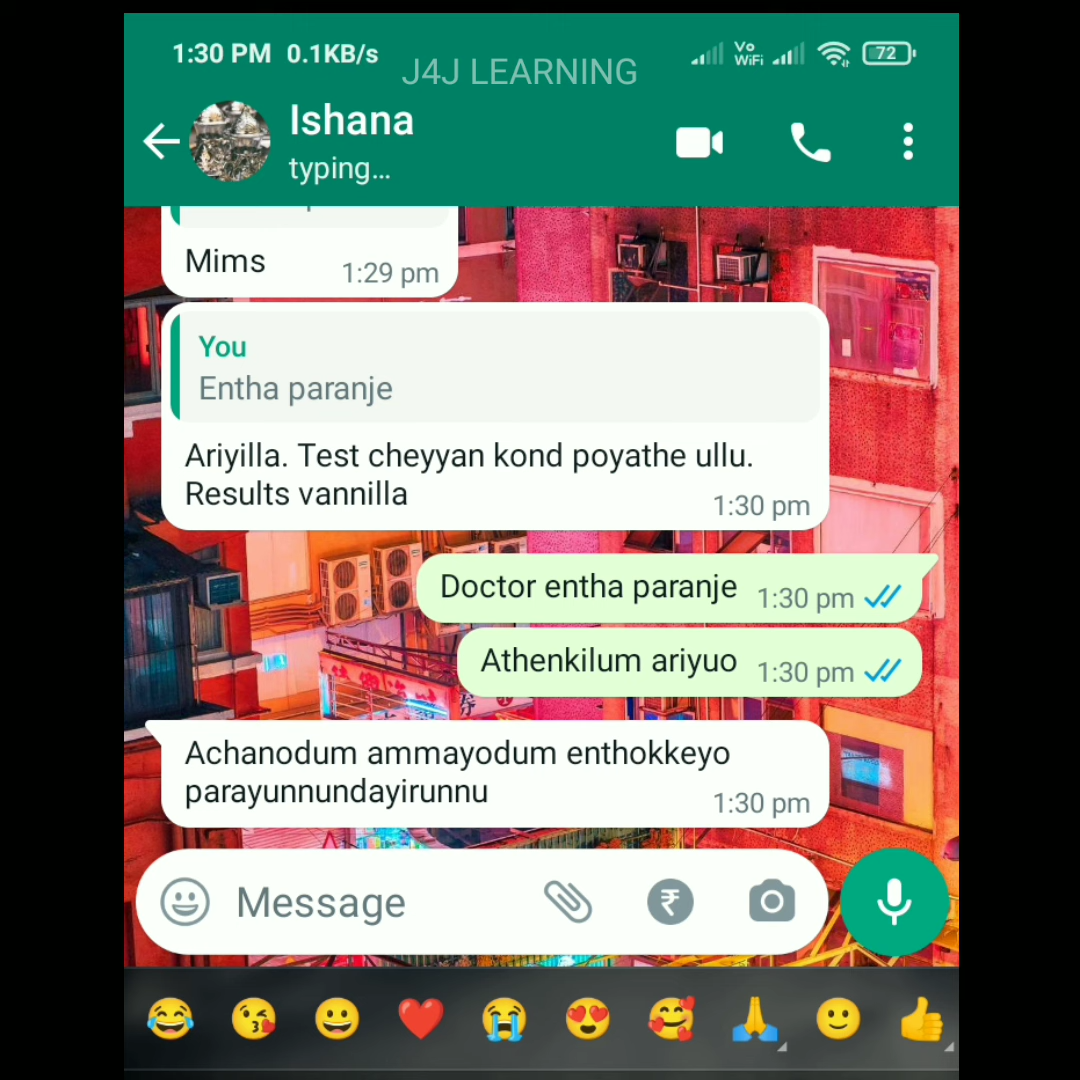 1:30 PM 0.1KB/s
Vo
WiFi
72
J4J LEARNING
Ishana
typing...
Mims
1:29 pm
You
Entha paranje
Ariyilla. Test cheyyan kond poyathe ullu.
Results vannilla
1:30 pm
Doctor entha paranje 1:30 pm
Athenkilum ariyuo 1:30 pm
Achanodum ammayodum enthokkeyo
parayunnundayirunnu
1:30 pm
Message
₹